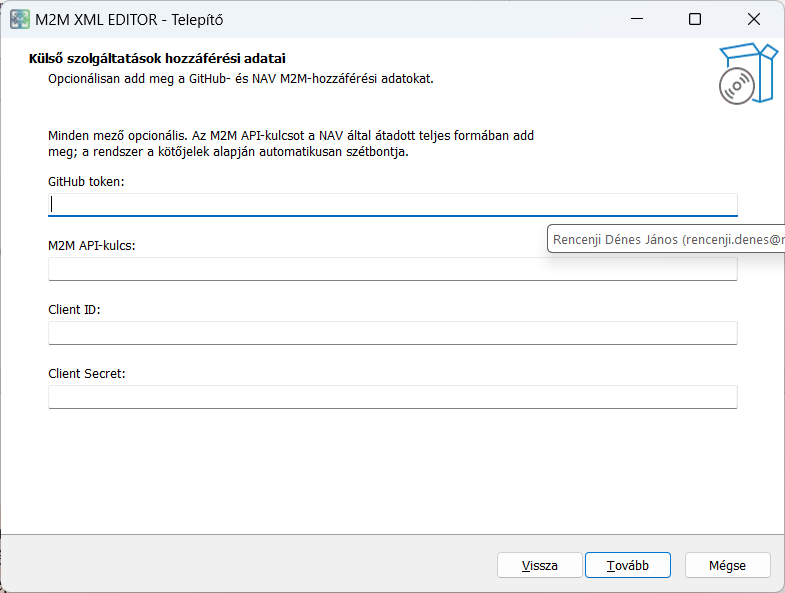 M2M XML EDITOR - Telepítő
Külső szolgáltatások hozzáférési adatai
Opcionálisan add meg a GitHub- és NAV M2M-hozzáférési adatokat.
Minden mező opcionális. Az M2M API-kulcsot a NAV által átadott teljes formában add
meg; a rendszer a kötőjelek alapján automatikusan szétbontja.
GitHub token:
Rencenji Dénes János (rencenji.denes@
M2M API-kulcs:
Client ID:
Client Secret:
Vissza
Tovább
Mégse